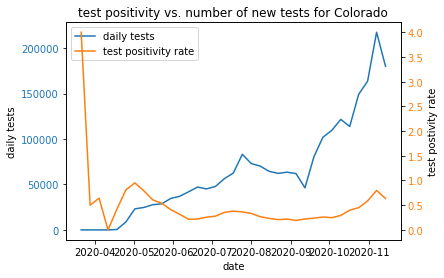 test positivity vs. number of new tests for Colorado
daily tests
test positivity rate
200000
150000
100000
50000
0
daily tests
4.0
3.5
3.0
2.5
2.0
1.5
1.0
0.5
0.0
test postivity rate
2020-04 2020-05 2020-06 2020-07 2020-08 2020-09 2020-10 2020-11
date